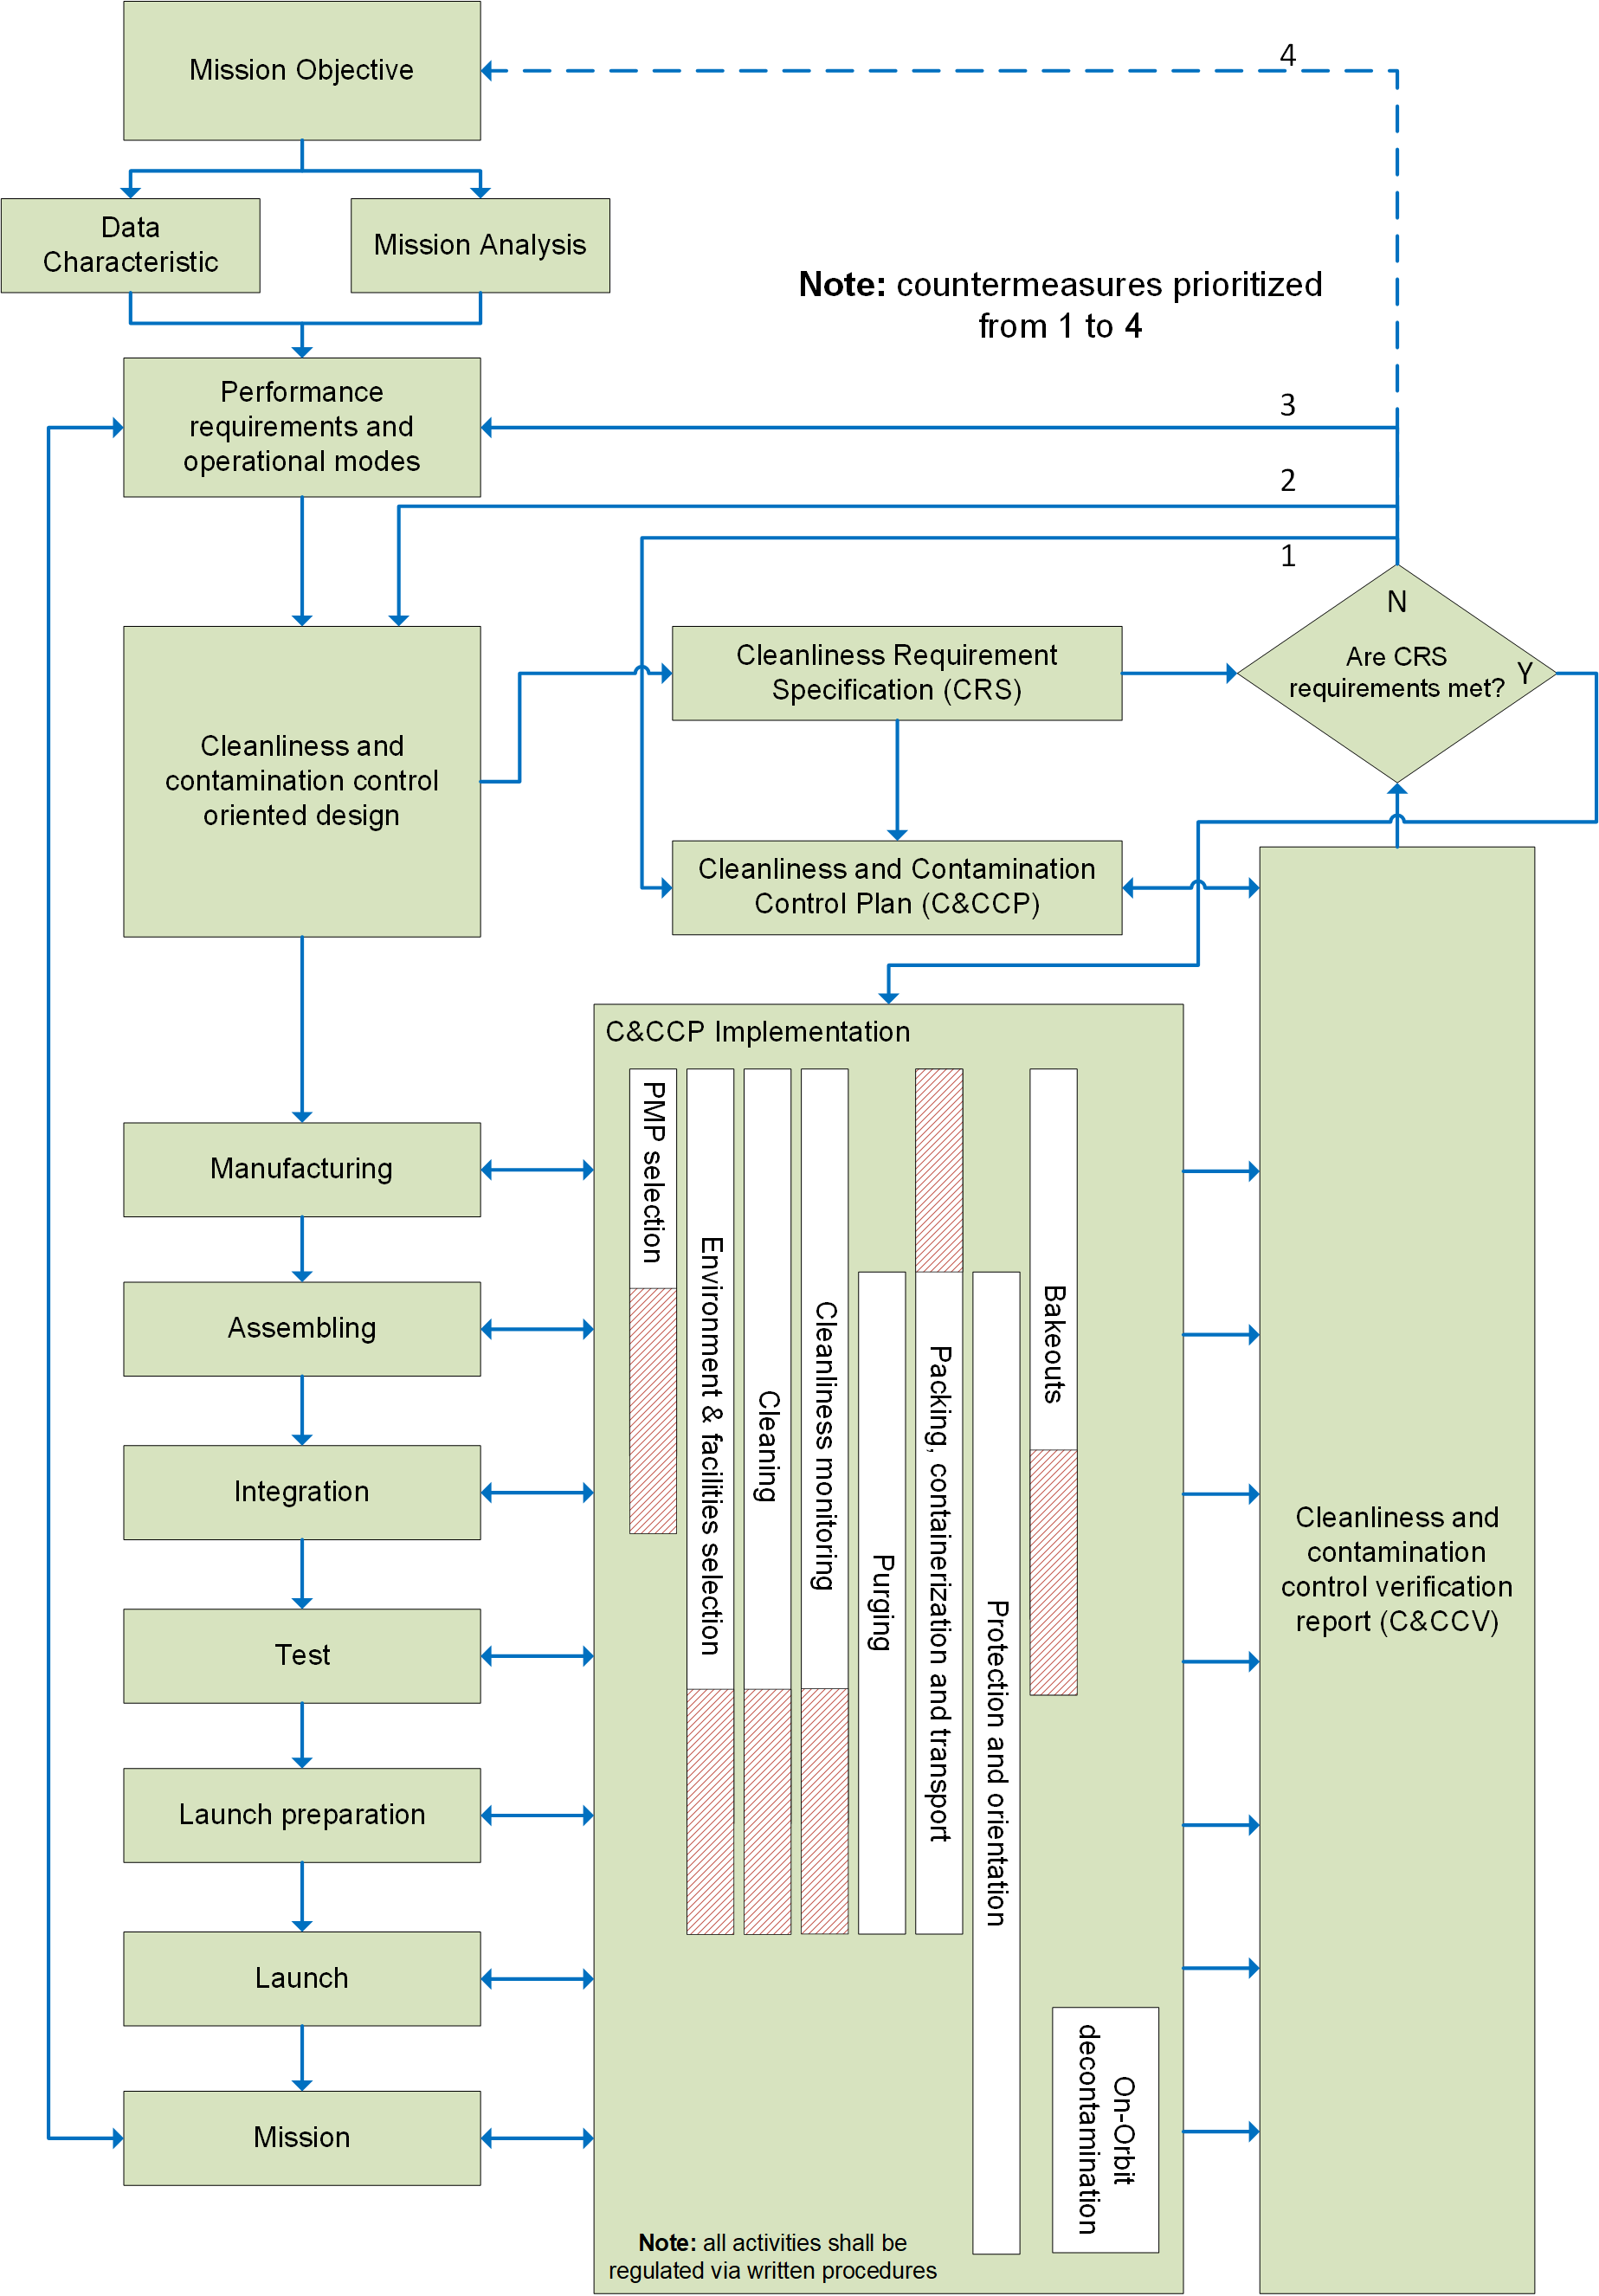 Mission Objective
4
Data
Characteristic
Mission Analysis
Note: countermeasures prioritized
from 1 to 4
Performance
requirements and
operational modes
3
2
1
N
Are CRS
requirements met?
Y
Cleanliness Requirement
Specification (CRS)
Cleanliness and
contamination control
oriented design
Cleanliness and Contamination
Control Plan (C&CCP)
C&CCP Implementation
PMP selection
Environment & facilities selection
Cleaning
Cleanliness monitoring
Purging
Packing, containerization and transport
Protection and orientation
Bakeouts
On-Orbit
decontamination
Manufacturing
Assembling
Integration
Test
Launch preparation
Launch
Mission
Cleanliness and
contamination
control verification
report (C&CCV)
Note: all activities shall be
regulated via written procedures